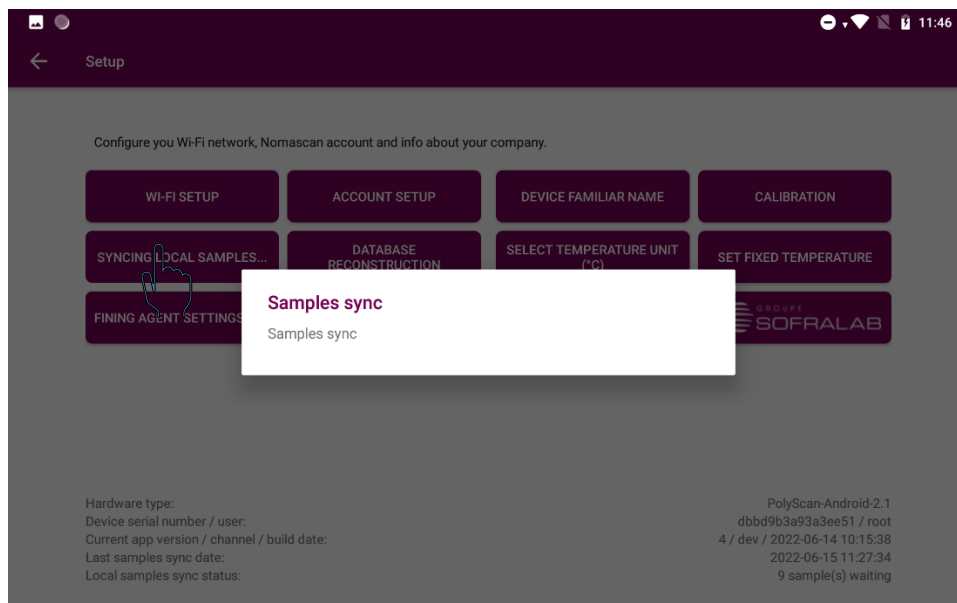 11:46
Setup
Configure you Wi-Fi network, Nomascan account and info about your company.
WI-FI SETUP
ACCOUNT SETUP
DEVICE FAMILIAR NAME
CALIBRATION
SYNCING LOCAL SAMPLES...
DATABASE
RECONSTRUCTION
SELECT TEMPERATURE UNIT
(°C)
SET FIXED TEMPERATURE
FINING AGENT SETTINGS
GROUPE
SOFRALAB
Samples sync
Samples sync
Hardware type: PolyScan-Android-2.1
Device serial number / user: dbbd9b3a93a3ee51 / root
Current app version / channel / build date: 4 / dev / 2022-06-14 10:15:38
Last samples sync date: 2022-06-15 11:27:34
Local samples sync status: 9 sample(s) waiting